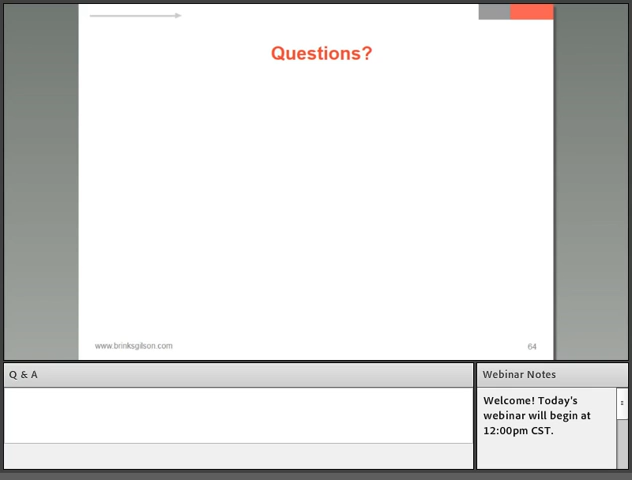 Questions?
www.brinksgilson.com
64
Q & A
Webinar Notes
Welcome! Today's
webinar will begin at
12:00pm CST.